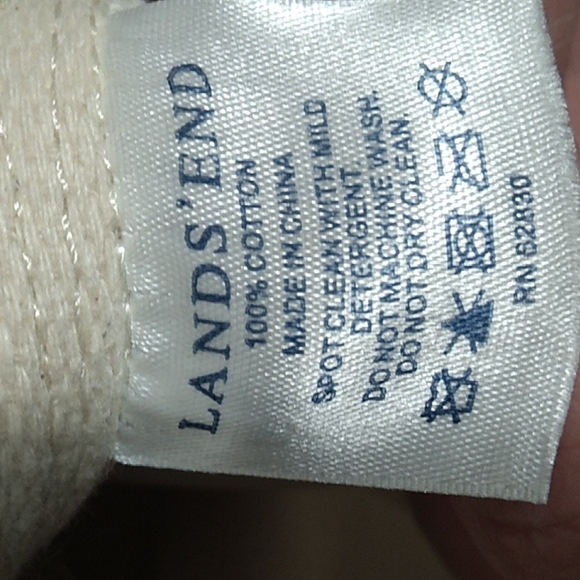 LANDS' END
100% COTTON
MADE IN CHINA
SPOT CLEAN WITH MILD
DETERGENT.
DO NOT MACHINE WASH.
DO NOT DRY CLEAN.
RN 62830